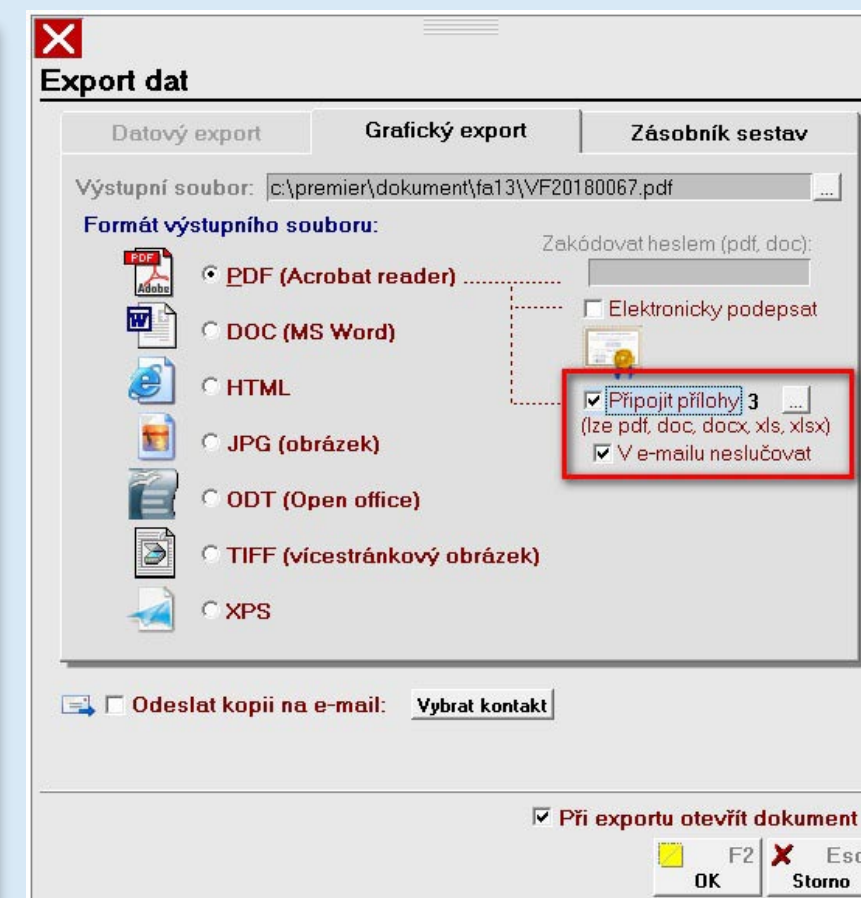 Export dat
Datový export
Grafický export
Zásobník sestav
Výstupní soubor: c:\premier\dokument\fa13\VF20180067.pdf ...
Formát výstupního souboru:
Zakódovat heslem (pdf, doc):
PDF (Acrobat reader)
Elektronicky podepsat
DOC (MS Word)
HTML
Připojit přílohy 3 ...
(lze pdf, doc, docx, xls, xlsx)
V e-mailu neslučovat
JPG (obrázek)
ODT (Open office)
TIFF (vícestránkový obrázek)
XPS
Odeslat kopii na e-mail: Vybrat kontakt
Při exportu otevřít dokument
F2
OK
Esc
Storno
PDF
Adobe
W